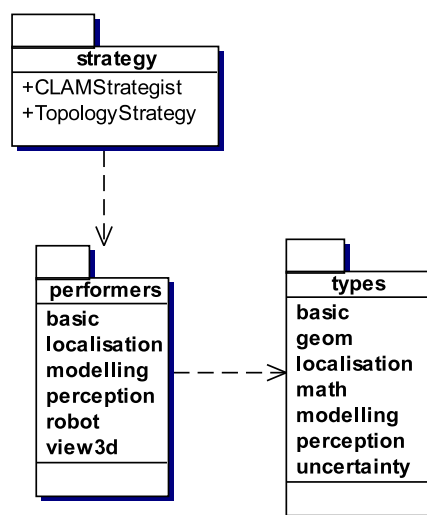 strategy
+CLAMStrategist
+TopologyStrategy
performers
basic
localisation
modelling
perception
robot
view3d
types
basic
geom
localisation
math
modelling
perception
uncertainty